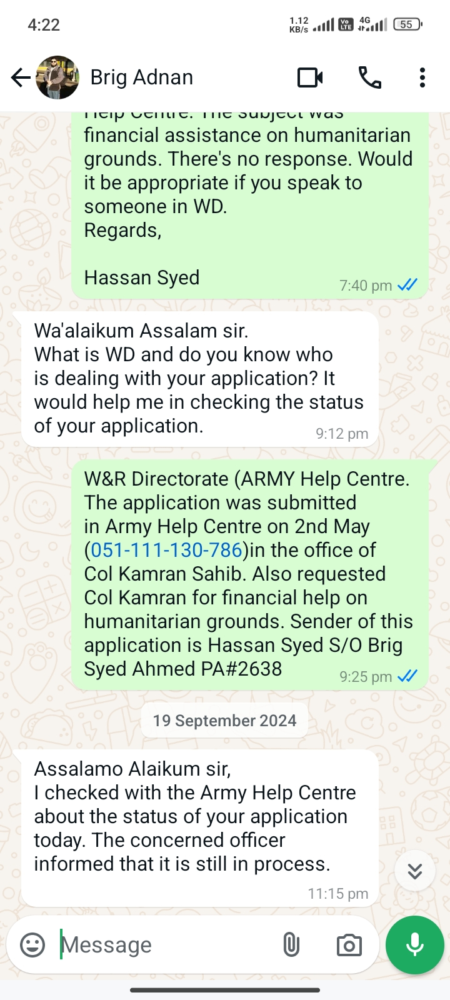 4:22
1.12
KB/s
Vo
LTE
4G
55
Brig Adnan
Help Centre. The subject was
financial assistance on humanitarian
grounds. There's no response. Would
it be appropriate if you speak to
someone in WD.
Regards,
Hassan Syed
7:40 pm
Wa'alaikum Assalam sir.
What is WD and do you know who
is dealing with your application? It
would help me in checking the status
of your application.
9:12 pm
W&R Directorate (ARMY Help Centre.
The application was submitted
in Army Help Centre on 2nd May
(051-111-130-786)in the office of
Col Kamran Sahib. Also requested
Col Kamran for financial help on
humanitarian grounds. Sender of this
application is Hassan Syed S/O Brig
Syed Ahmed PA#2638
9:25 pm
19 September 2024
Assalamo Alaikum sir,
I checked with the Army Help Centre
about the status of your application
today. The concerned officer
informed that it is still in process.
11:15 pm
Message